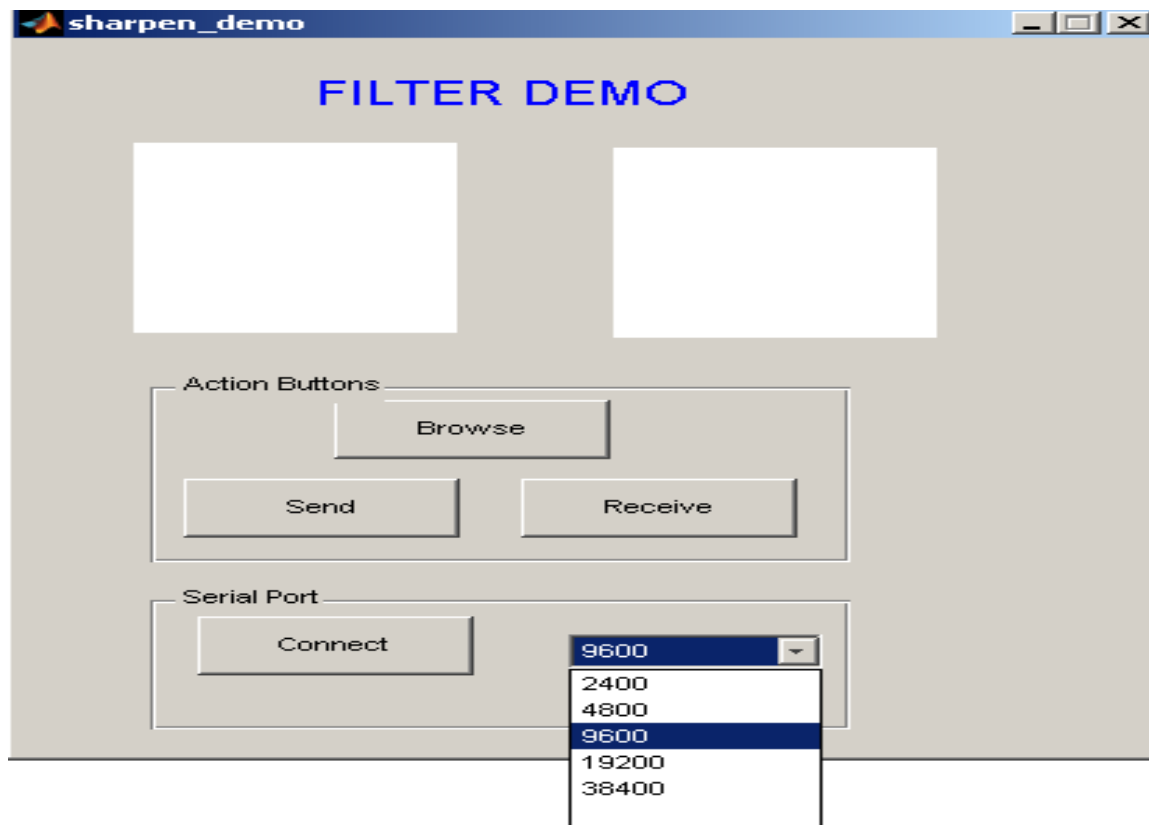 sharpen_demo
FILTER DEMO
Action Buttons
Browse
Send Receive
Serial Port
Connect 9600
2400
4800
9600
19200
38400